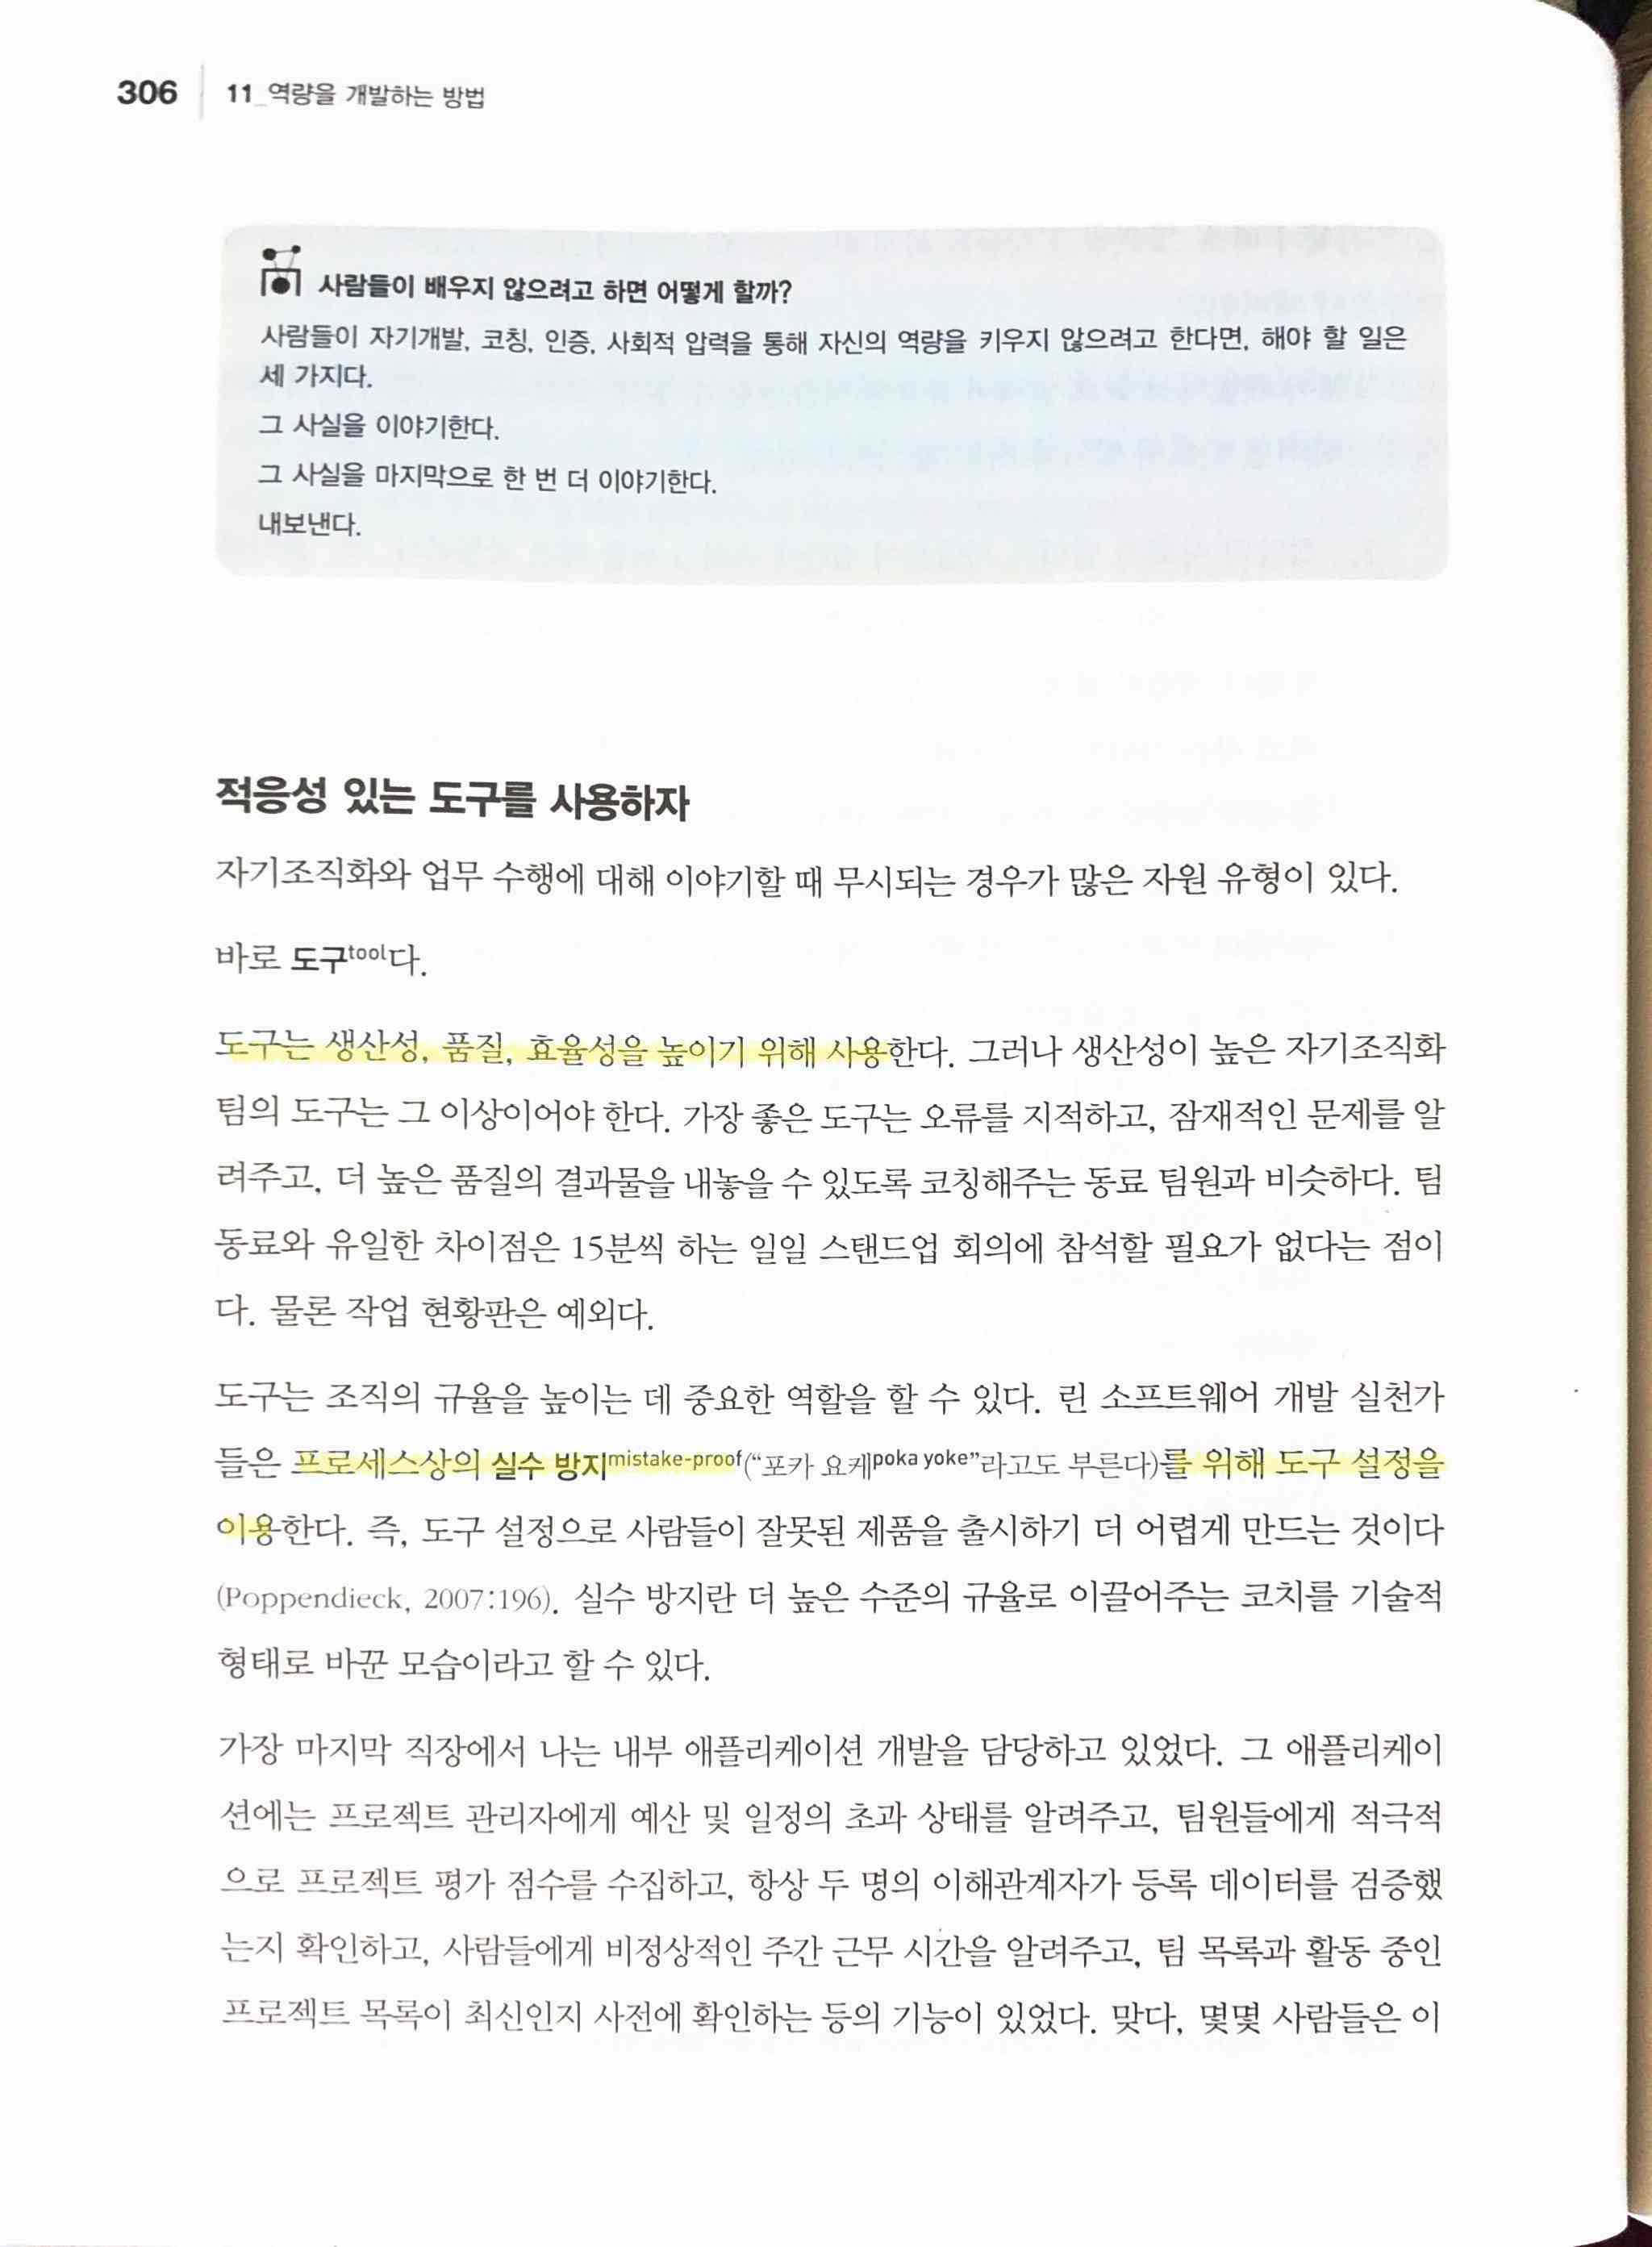 306
11_역량을 개발하는 방법
사람들이 배우지 않으려고 하면 어떻게 할까?
사람들이 자기개발, 코칭, 인증, 사회적 압력을 통해 자신의 역량을 키우지 않으려고 한다면, 해야 할 일은
세 가지다.
그 사실을 이야기한다.
그 사실을 마지막으로 한 번 더 이야기한다.
내보낸다.
적응성 있는 도구를 사용하자
자기조직화와 업무 수행에 대해 이야기할 때 무시되는 경우가 많은 자원 유형이 있다.
바로 도구tool다.
도구는 생산성, 품질, 효율성을 높이기 위해 사용한다. 그러나 생산성이 높은 자기조직화
팀의 도구는 그 이상이어야 한다. 가장 좋은 도구는 오류를 지적하고, 잠재적인 문제를 알
려주고, 더 높은 품질의 결과물을 내놓을 수 있도록 코칭해주는 동료 팀원과 비슷하다. 팀
동료와 유일한 차이점은 15분씩 하는 일일 스탠드업 회의에 참석할 필요가 없다는 점이
다. 물론 작업 현황판은 예외다.
도구는 조직의 규율을 높이는 데 중요한 역할을 할 수 있다. 린 소프트웨어 개발 실천가
들은 프로세스상의 실수 방지mistake-proof(“포카 요케poka yoke”라고도 부른다)를 위해 도구 설정을
이용한다. 즉, 도구 설정으로 사람들이 잘못된 제품을 출시하기 더 어렵게 만드는 것이다
(Poppendieck, 2007:196). 실수 방지란 더 높은 수준의 규율로 이끌어주는 코치를 기술적
형태로 바꾼 모습이라고 할 수 있다.
가장 마지막 직장에서 나는 내부 애플리케이션 개발을 담당하고 있었다. 그 애플리케이
션에는 프로젝트 관리자에게 예산 및 일정의 초과 상태를 알려주고, 팀원들에게 적극적
으로 프로젝트 평가 점수를 수집하고, 항상 두 명의 이해관계자가 등록 데이터를 검증했
는지 확인하고, 사람들에게 비정상적인 주간 근무 시간을 알려주고, 팀 목록과 활동 중인
프로젝트 목록이 최신인지 사전에 확인하는 등의 기능이 있었다. 맞다, 몇몇 사람들은 이